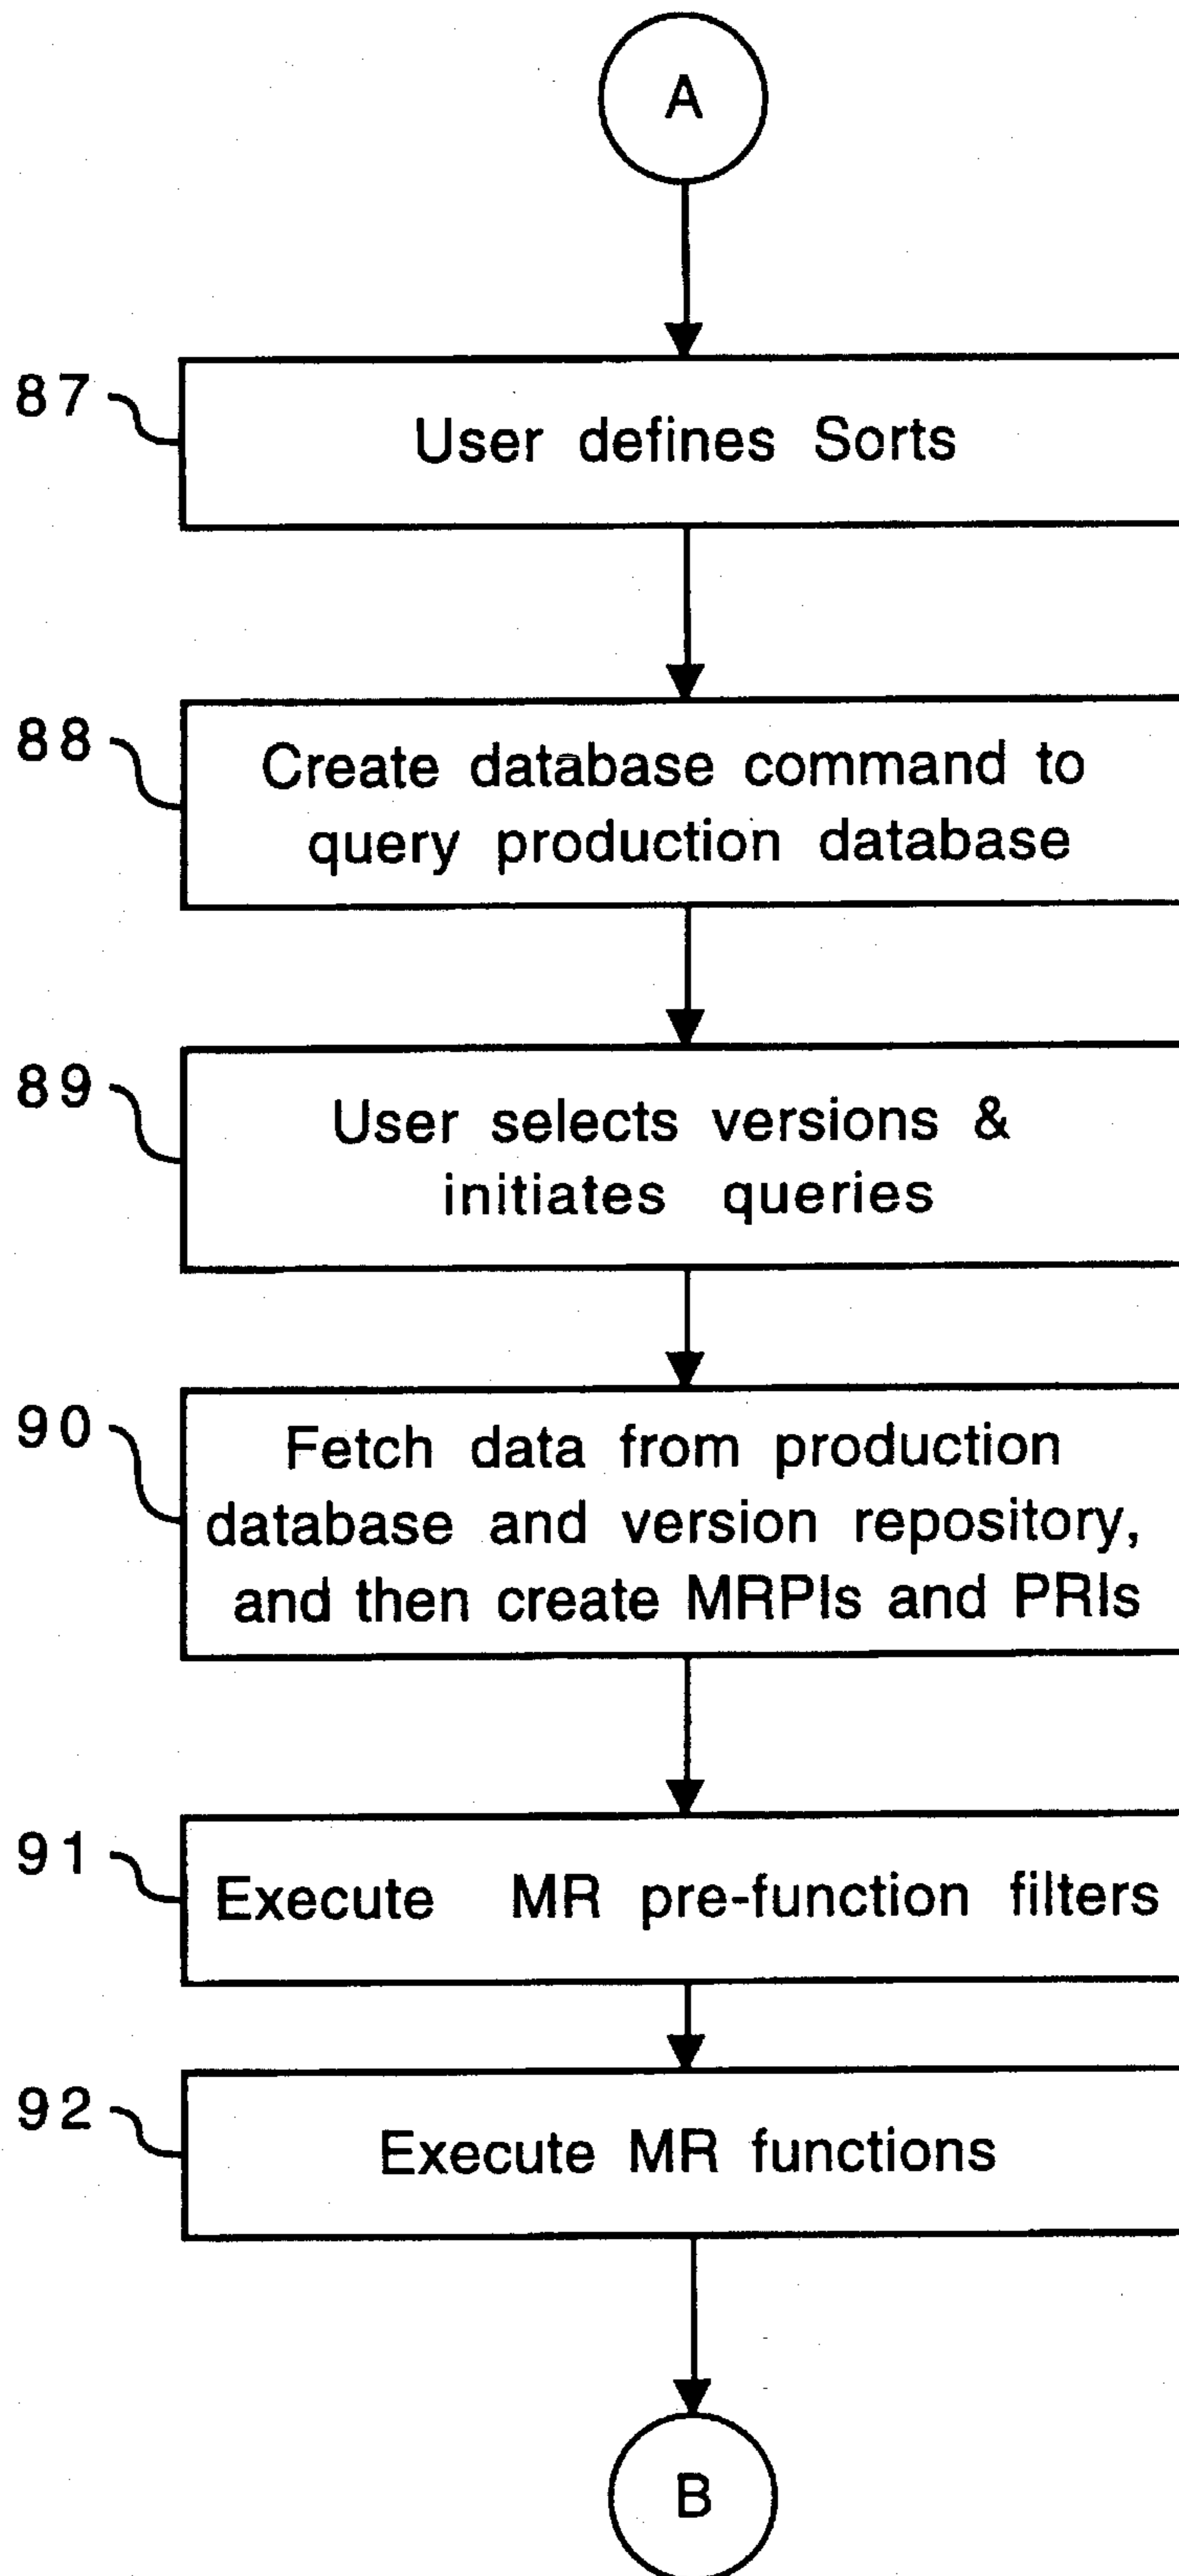 A
87
User defines Sorts
88
Create database command to
query production database
89
User selects versions &
initiates queries
90
Fetch data from production
database and version repository,
and then create MRPIs and PRIs
91
Execute MR pre-function filters
92
Execute MR functions
B